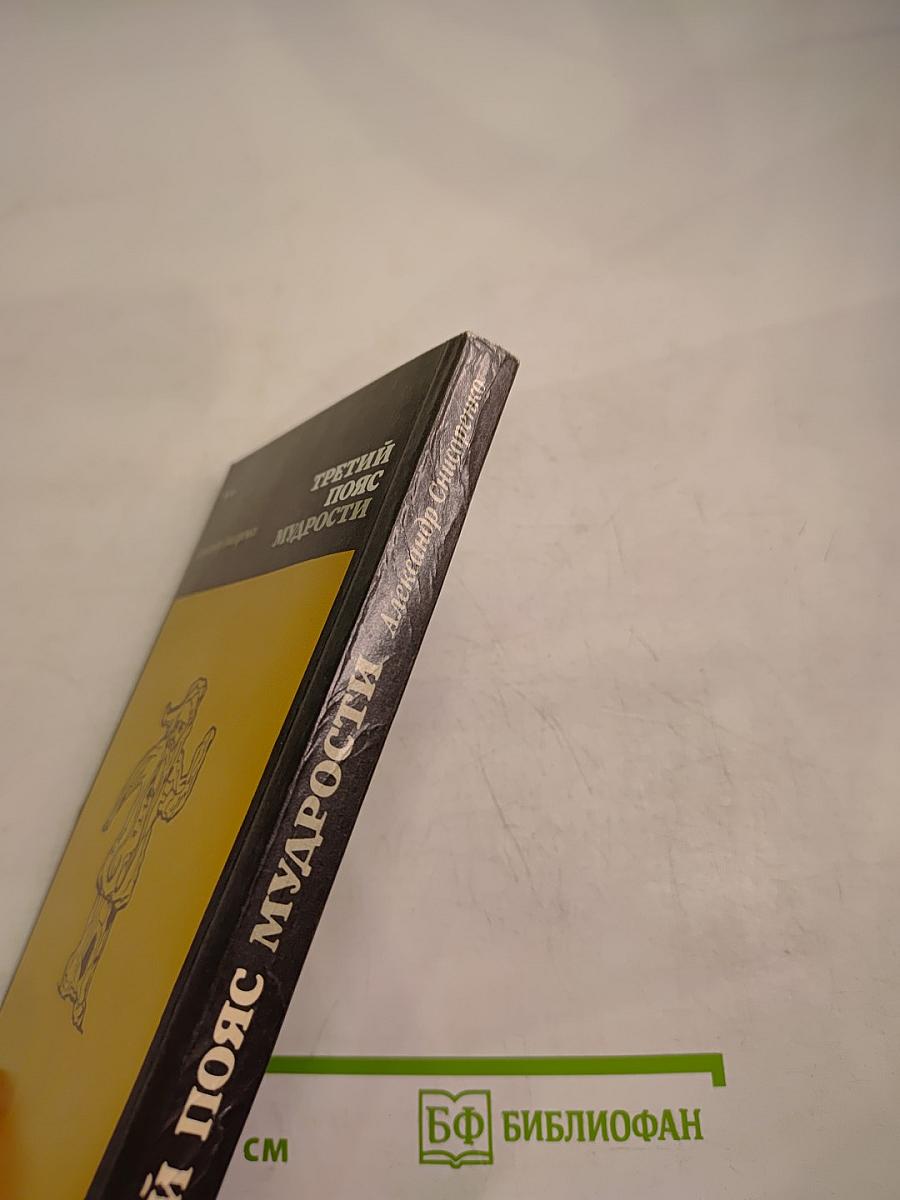 ТРЕТИЙ
ПОЯС
МУДРОСТИ
Й ПОЯС МУДРОСТИ Александр Снисаренко
см
БФ БИБЛИОФАН